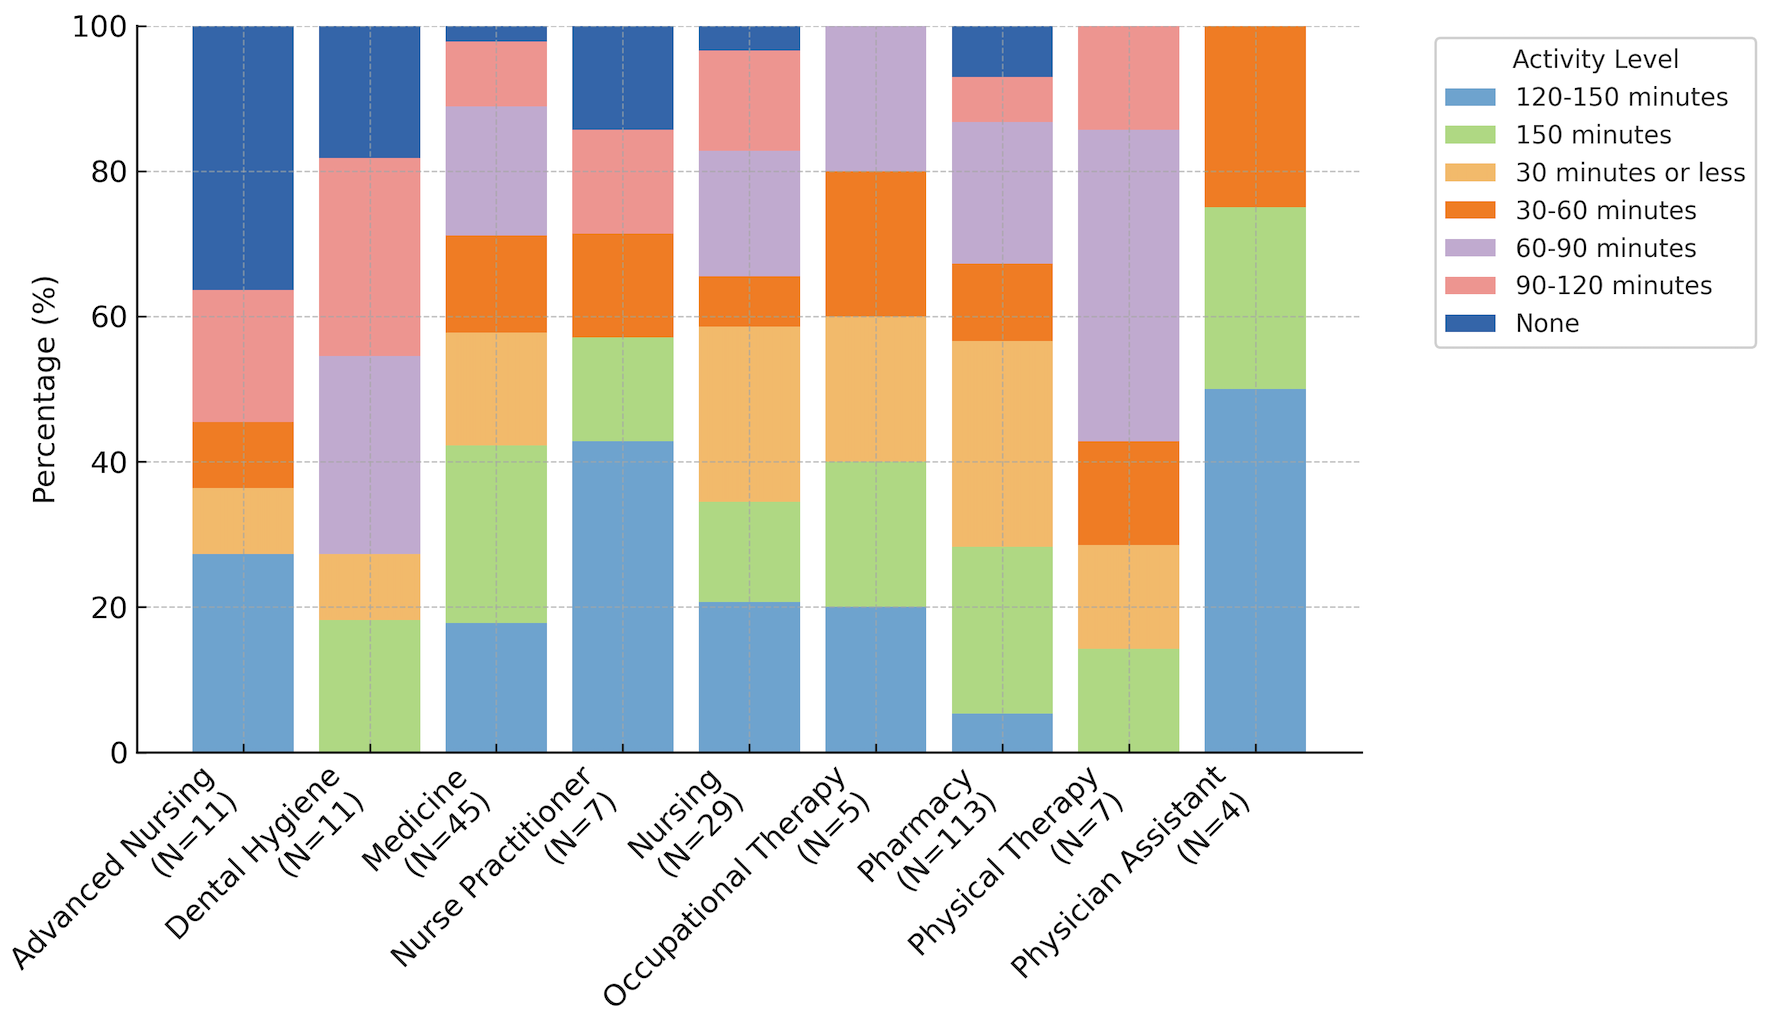 100
80
60
40
20
0
Percentage (%)
Advanced Nursing
(N=11)
Dental Hygiene
(N=11)
Medicine
(N=45)
Nurse Practitioner
(N=7)
Nursing
(N=29)
Occupational Therapy
(N=5)
Pharmacy
(N=113)
Physical Therapy
(N=7)
Physician Assistant
(N=4)
Activity Level
120-150 minutes
150 minutes
30 minutes or less
30-60 minutes
60-90 minutes
90-120 minutes
None